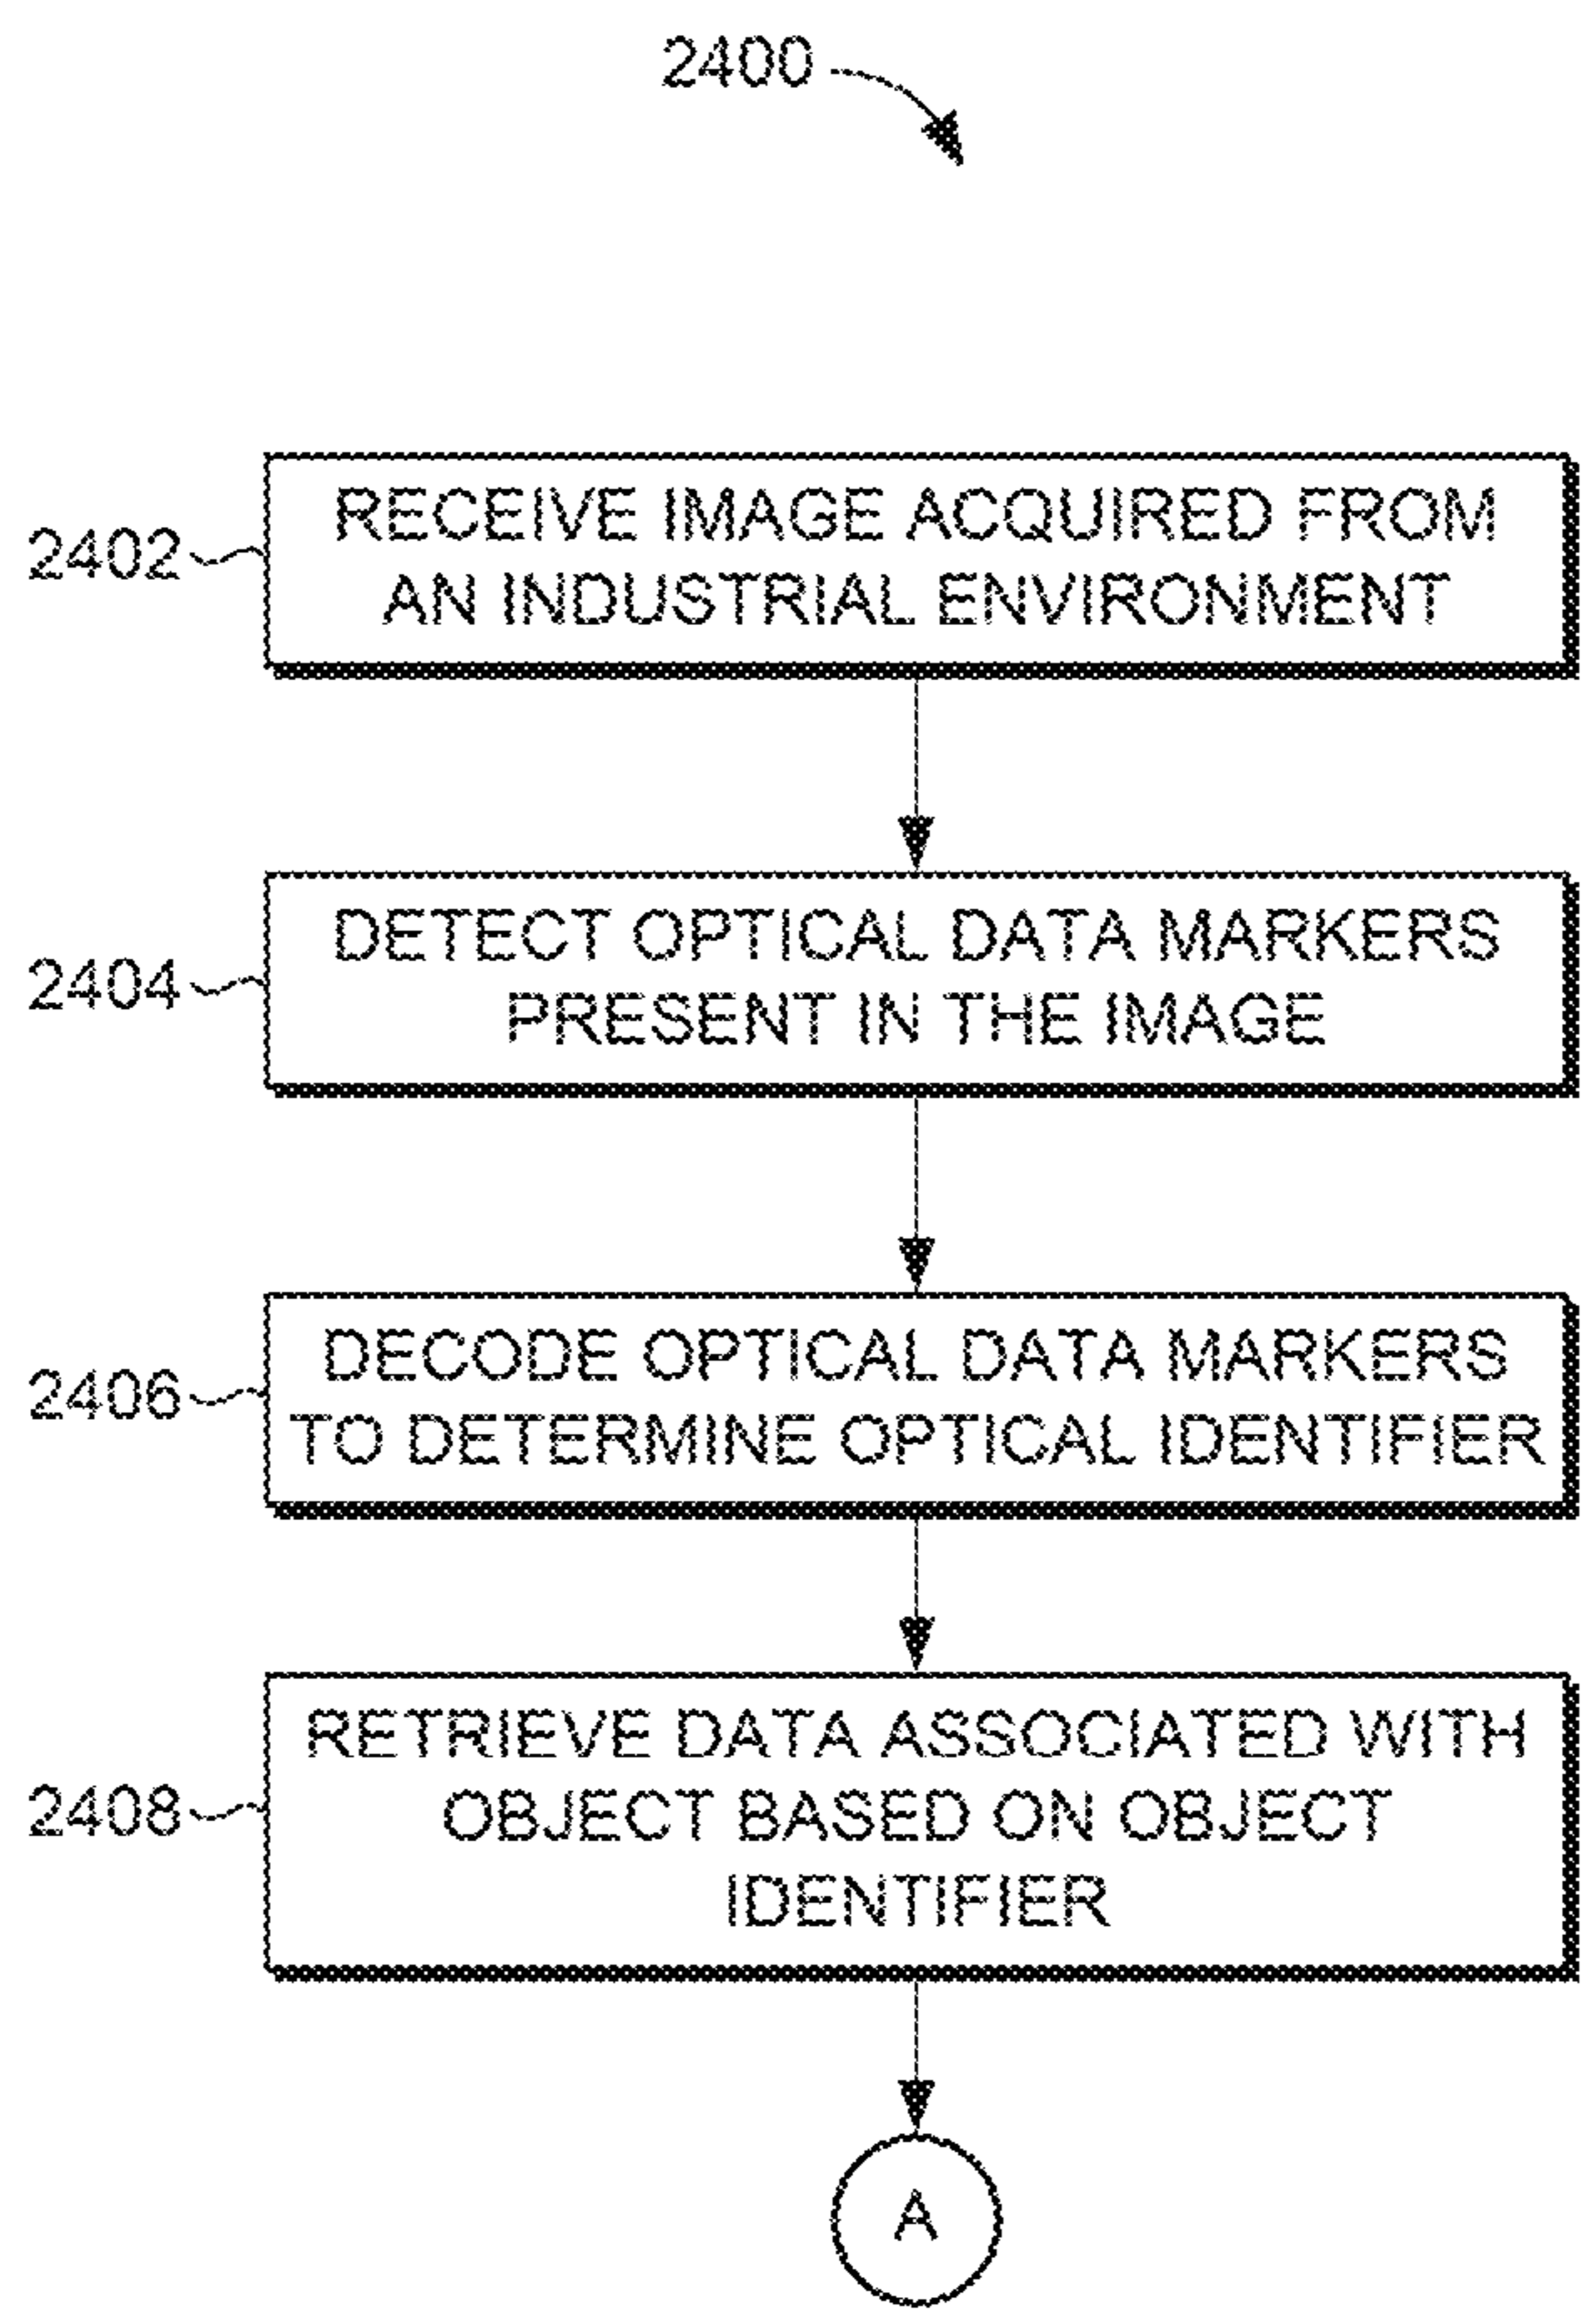 2400
2402
RECEIVE IMAGE ACQUIRED FROM
AN INDUSTRIAL ENVIRONMENT
2404
DETECT OPTICAL DATA MARKERS
PRESENT IN THE IMAGE
2406
DECODE OPTICAL DATA MARKERS
TO DETERMINE OPTICAL IDENTIFIER
2408
RETRIEVE DATA ASSOCIATED WITH
OBJECT BASED ON OBJECT
IDENTIFIER
A